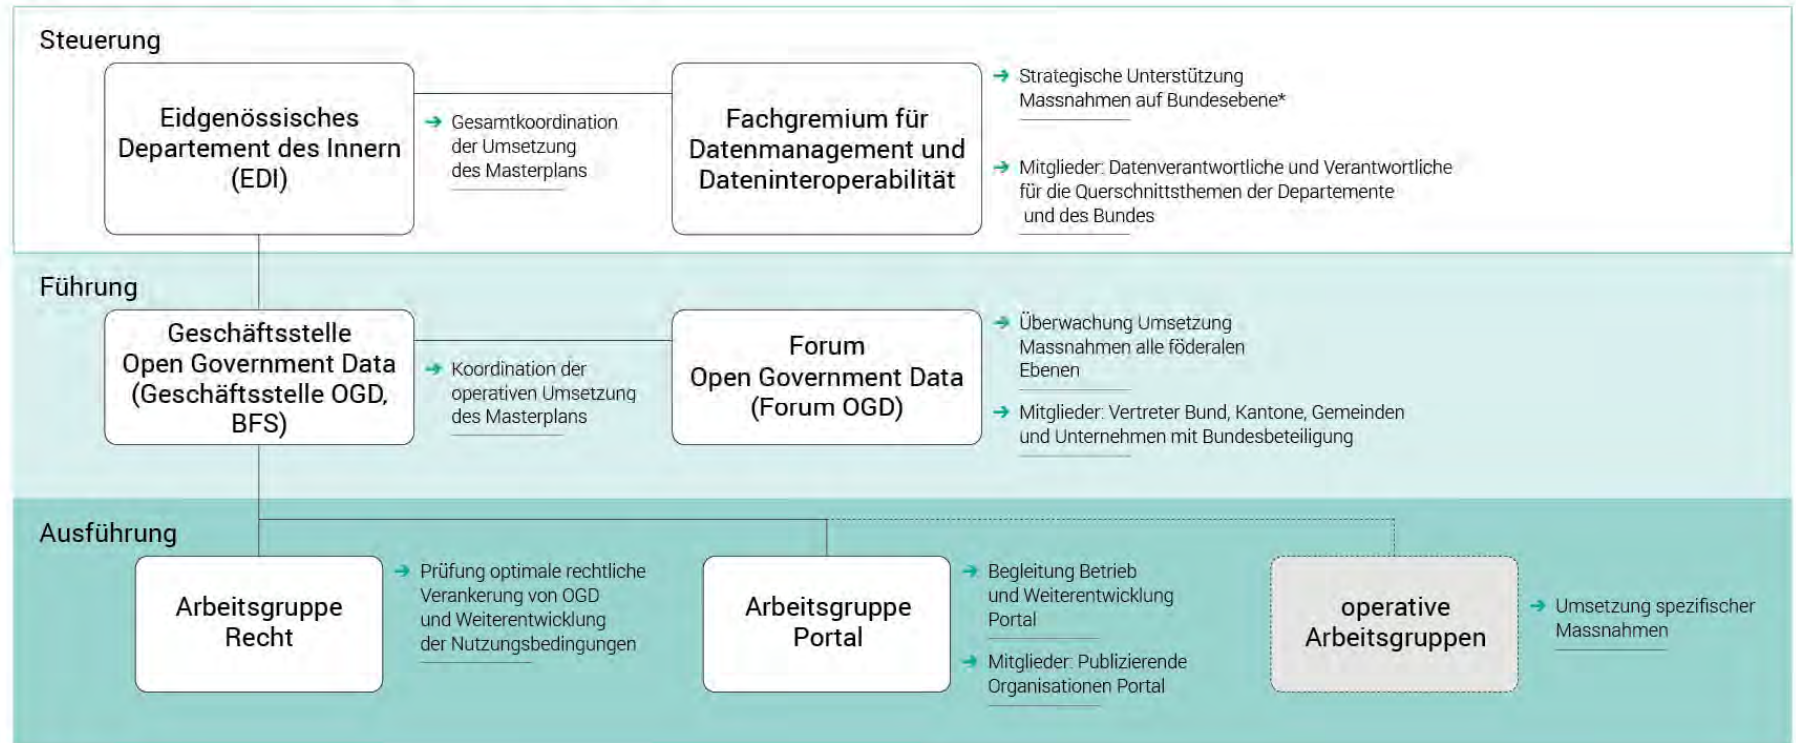 Steuerung
Eidgenössisches
Departement des Innern
(EDI)
Gesamtkoordination
der Umsetzung
des Masterplans
Fachgremium für
Datenmanagement und
Dateninteroperabilität
Strategische Unterstützung
Massnahmen auf Bundesebene*
Mitglieder: Datenverantwortliche und Verantwortliche
für die Querschnittsthemen der Departemente
und des Bundes
Führung
Geschäftsstelle
Open Government Data
(Geschäftsstelle OGD,
BFS)
Koordination der
operativen Umsetzung
des Masterplans
Forum
Open Government Data
(Forum OGD)
Überwachung Umsetzung
Massnahmen alle föderalen
Ebenen
Mitglieder: Vertreter Bund, Kantone, Gemeinden
und Unternehmen mit Bundesbeteiligung
Ausführung
Arbeitsgruppe
Recht
Prüfung optimale rechtliche
Verankerung von OGD
und Weiterentwicklung
der Nutzungsbedingungen
Arbeitsgruppe
Portal
Begleitung Betrieb
und Weiterentwicklung
Portal
Mitglieder: Publizierende
Organisationen Portal
operative
Arbeitsgruppen
Umsetzung spezifischer
Massnahmen